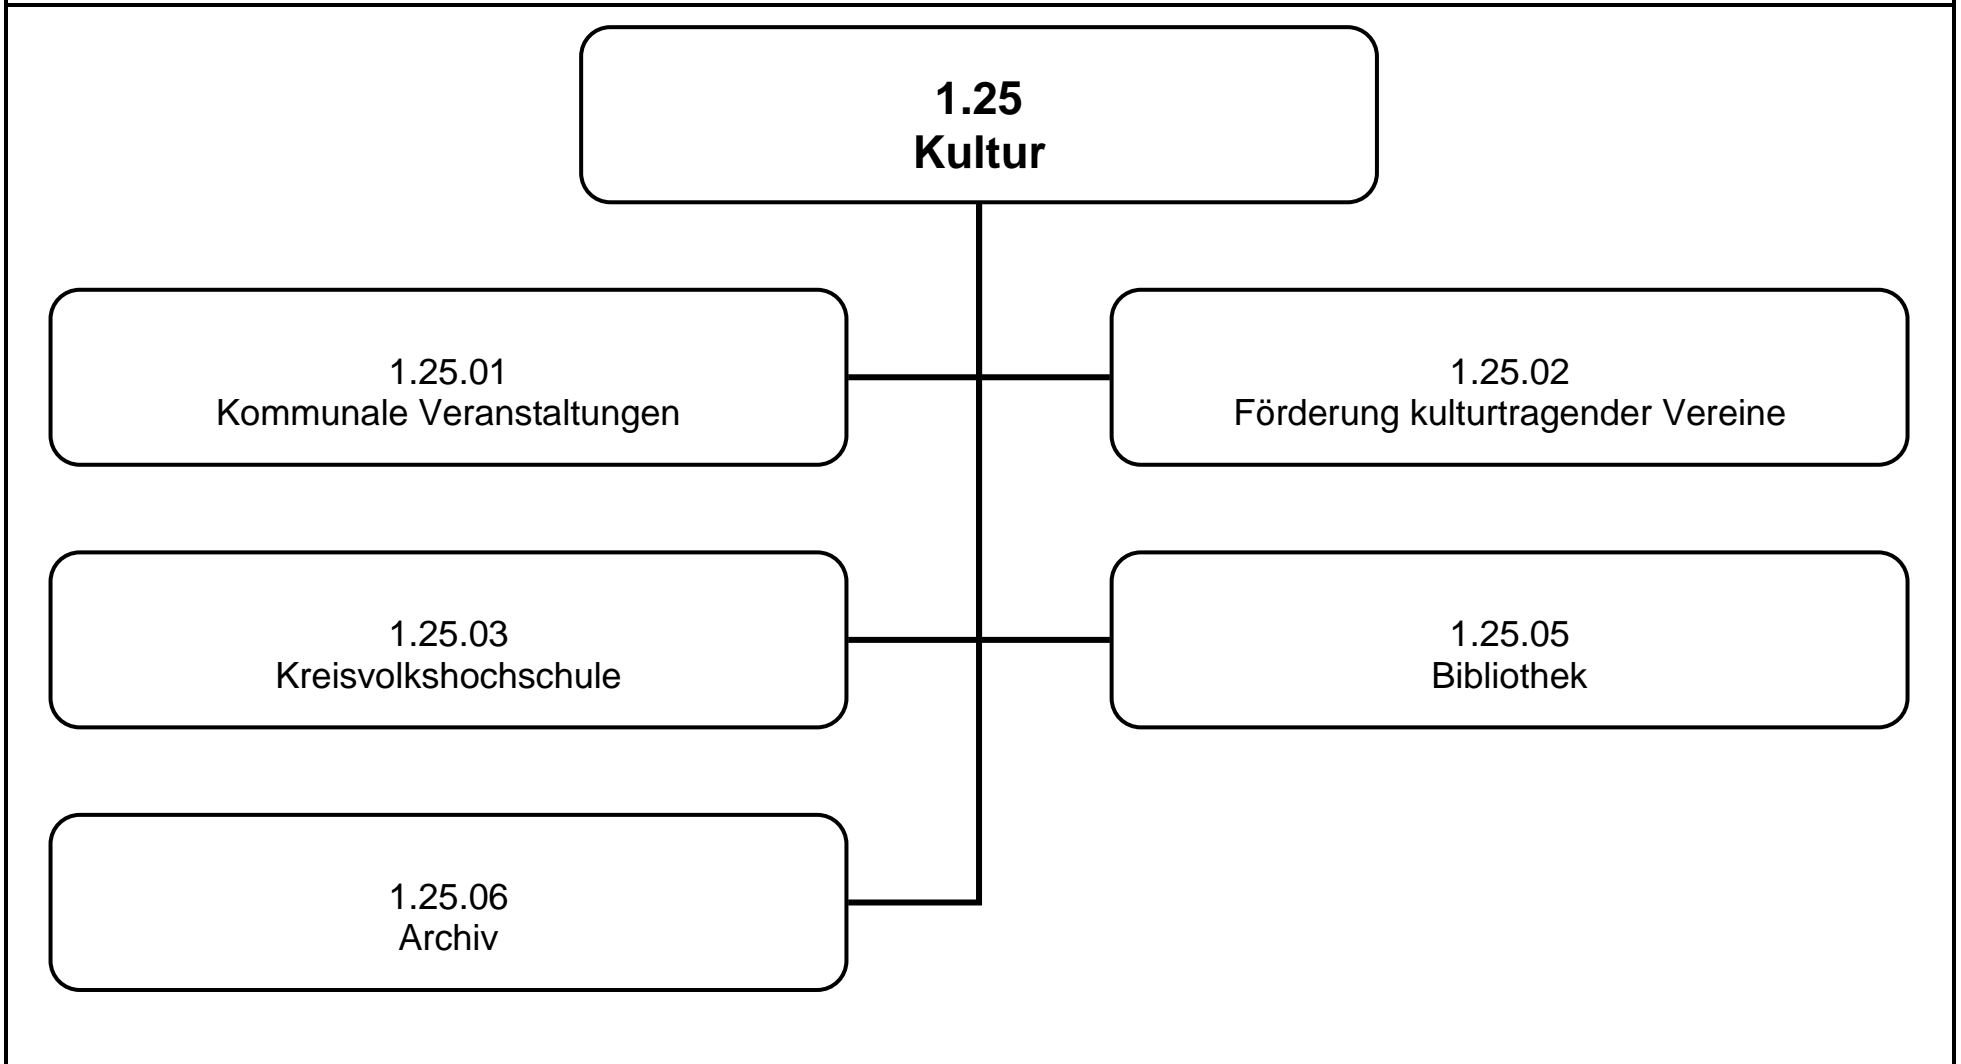 1.25
Kultur
1.25.01
Kommunale Veranstaltungen
1.25.02
Förderung kulturtragender Vereine
1.25.03
Kreisvolkshochschule
1.25.05
Bibliothek
1.25.06
Archiv